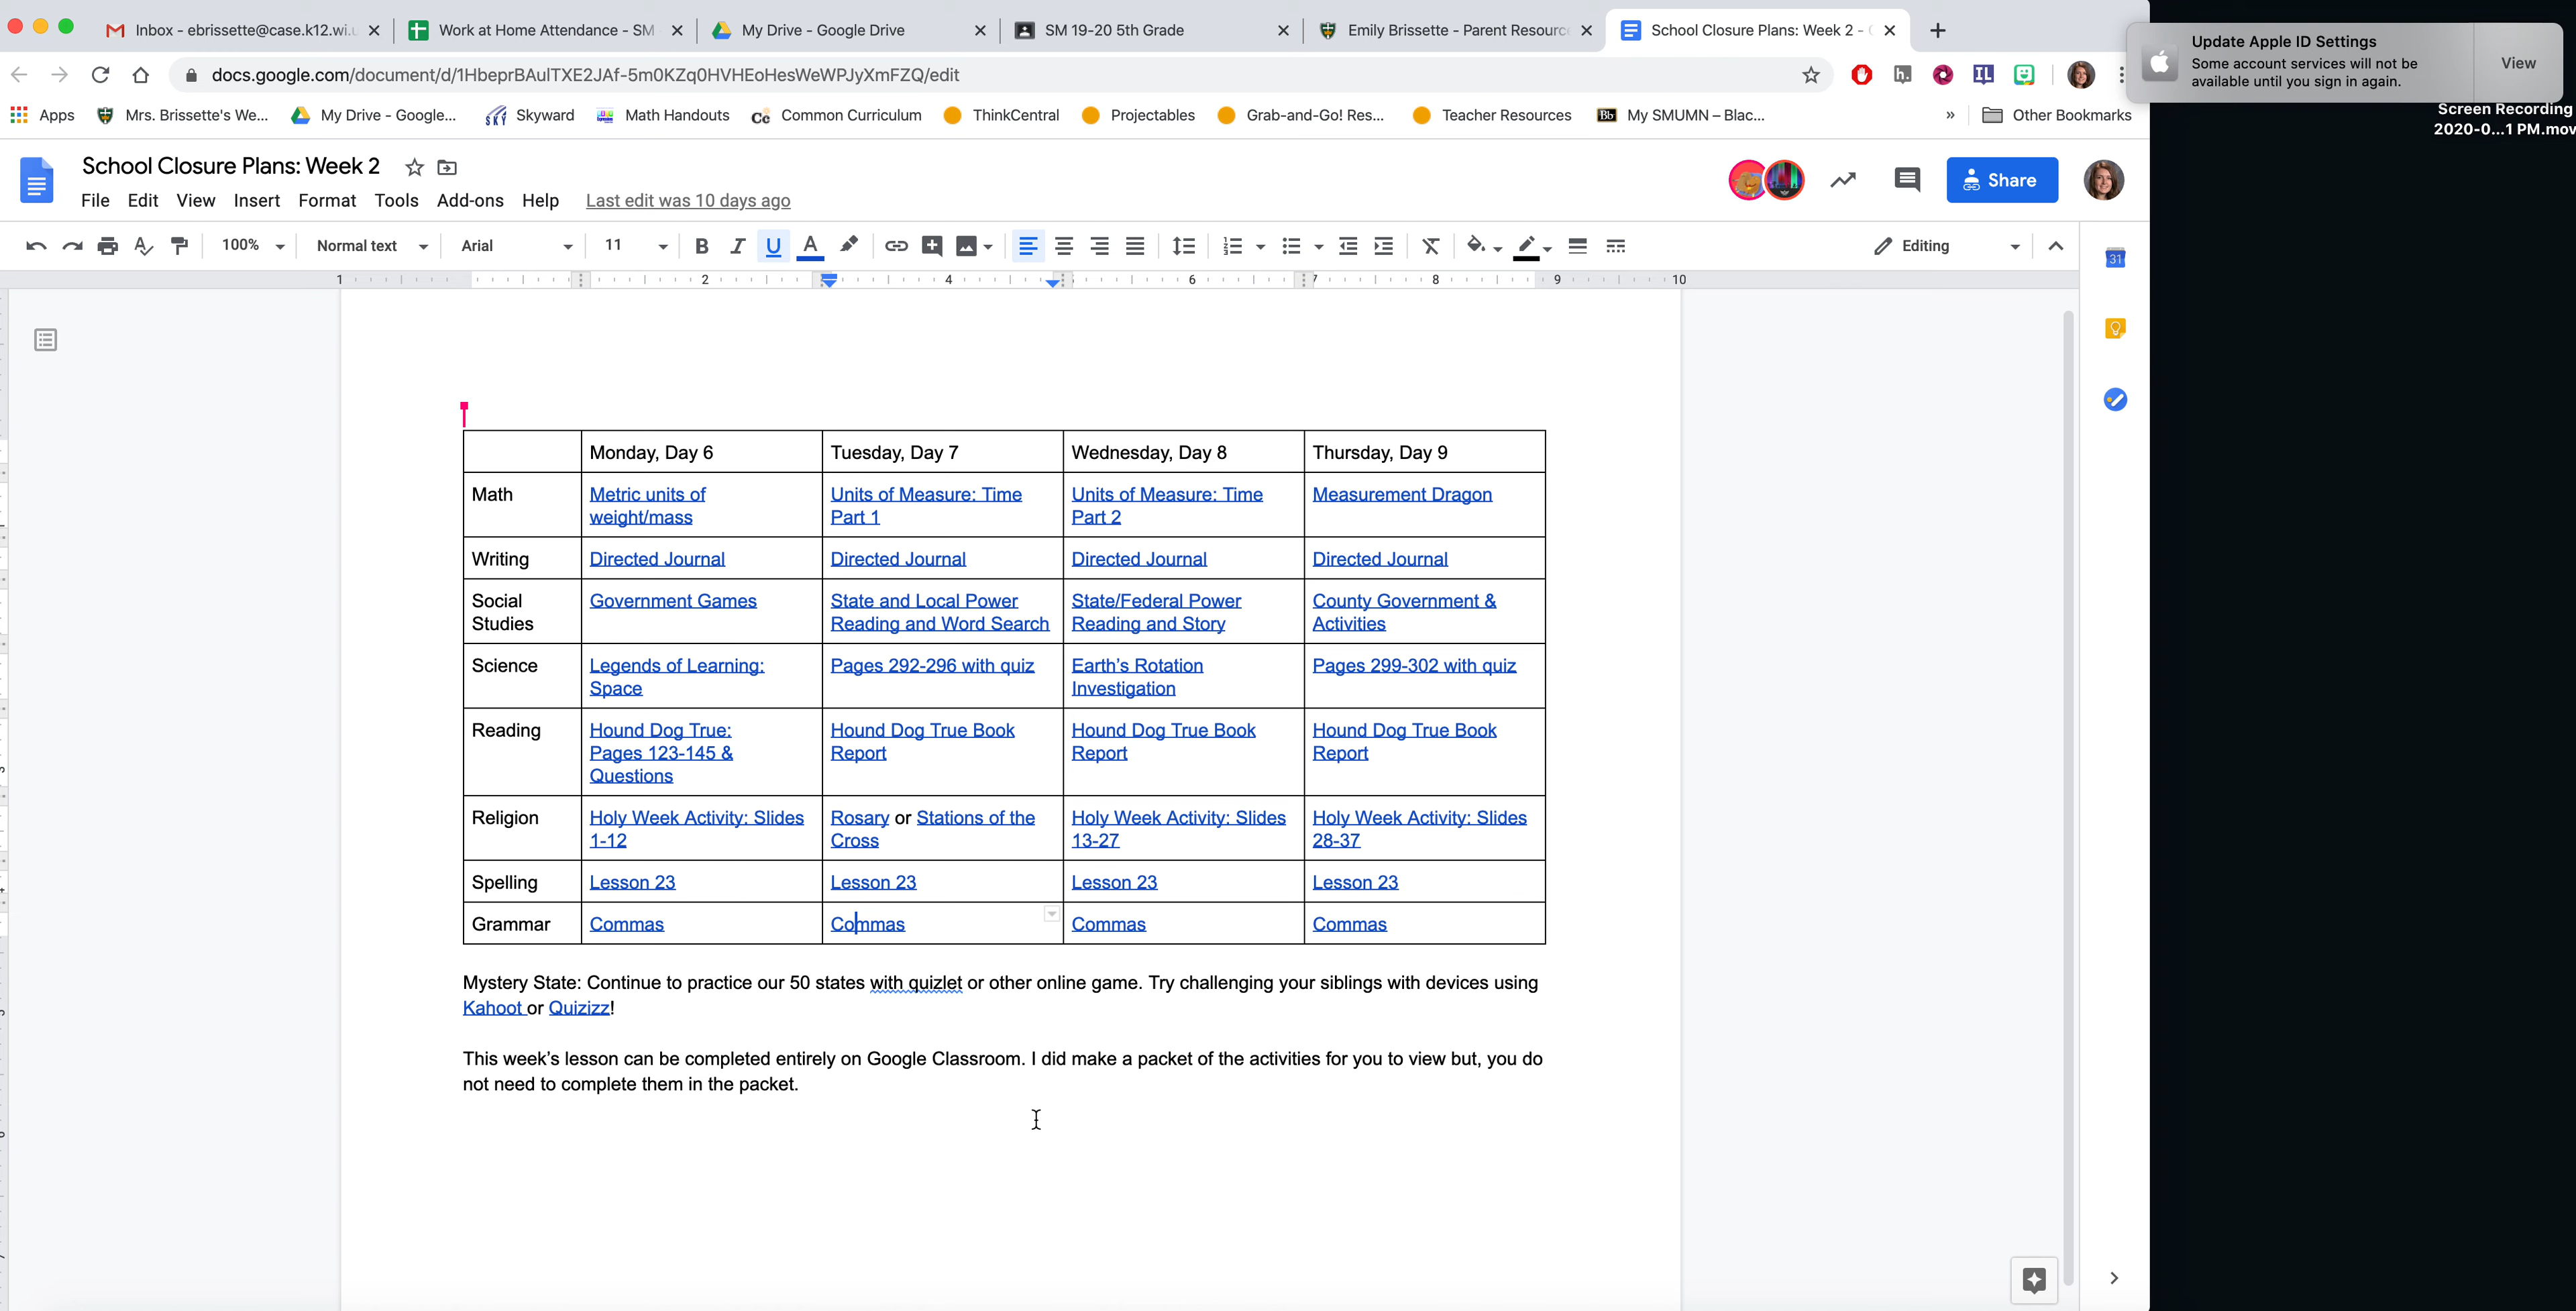 Inbox - ebrissette@case.k12.wi.u
Work at Home Attendance - SM
My Drive - Google Drive
SM 19-20 5th Grade
Emily Brissette - Parent Resourc
School Closure Plans: Week 2 -
Update Apple ID Settings
Some account services will not be
available until you sign in again.
View
docs.google.com/document/d/1HbeprBAulTXE2JAf-5m0KZq0HVHEoHesWeWPJyXmFZQ/edit
Screen Recording
2020-0...1 PM.mov
Apps
Mrs. Brissette's We...
My Drive - Google...
Skyward
Math Handouts
Common Curriculum
ThinkCentral
Projectables
Grab-and-Go! Res...
Teacher Resources
My SMUMN – Blac...
Other Bookmarks
School Closure Plans: Week 2
File Edit View Insert Format Tools Add-ons Help Last edit was 10 days ago
Share
100% Normal text Arial 11 Editing
1 2 4 6 7 8 9 10
Monday, Day 6 Tuesday, Day 7 Wednesday, Day 8 Thursday, Day 9
Math
Metric units of
weight/mass
Units of Measure: Time
Part 1
Units of Measure: Time
Part 2
Measurement Dragon
Writing Directed Journal Directed Journal Directed Journal Directed Journal
Social
Studies
Government Games
State and Local Power
Reading and Word Search
State/Federal Power
Reading and Story
County Government &
Activities
Science
Legends of Learning:
Space
Pages 292-296 with quiz
Earth's Rotation
Investigation
Pages 299-302 with quiz
Reading
Hound Dog True:
Pages 123-145 &
Questions
Hound Dog True Book
Report
Hound Dog True Book
Report
Hound Dog True Book
Report
Religion
Holy Week Activity: Slides
1-12
Rosary or Stations of the
Cross
Holy Week Activity: Slides
13-27
Holy Week Activity: Slides
28-37
Spelling Lesson 23 Lesson 23 Lesson 23 Lesson 23
Grammar Commas Commas Commas Commas
Mystery State: Continue to practice our 50 states with quizlet or other online game. Try challenging your siblings with devices using
Kahoot or Quizizz!
This week's lesson can be completed entirely on Google Classroom. I did make a packet of the activities for you to view but, you do
not need to complete them in the packet.